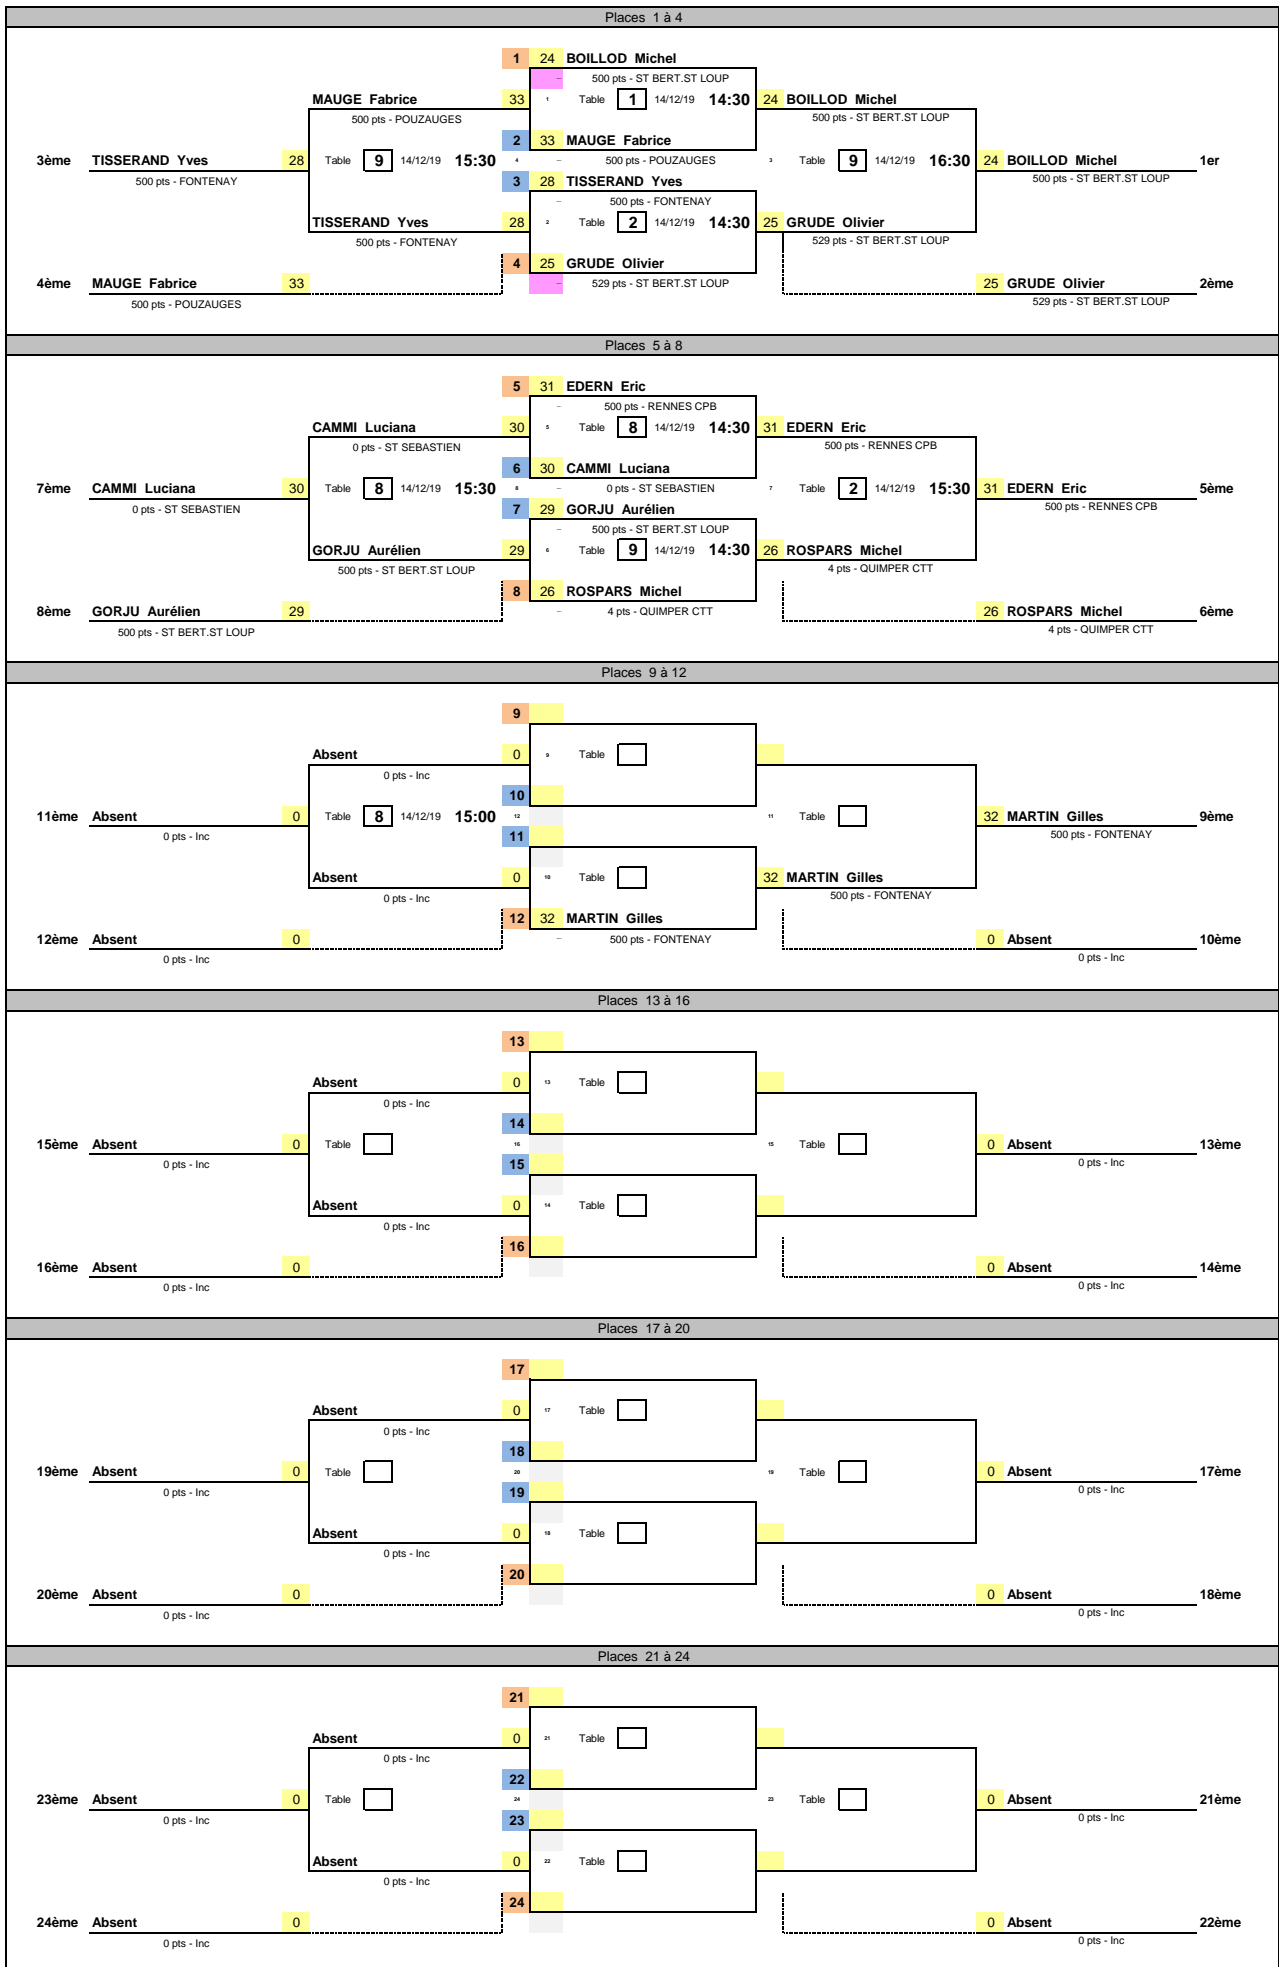 Places 1 à 4
1 24 BOILLOD Michel
– 500 pts - ST BERT.ST LOUP
MAUGE Fabrice 33 1 Table 1 14/12/19 14:30 24 BOILLOD Michel
500 pts - POUZAUGES 500 pts - ST BERT.ST LOUP
2 33 MAUGE Fabrice
3ème TISSERAND Yves 28 Table 9 14/12/19 15:30 4 – 500 pts - POUZAUGES 3 Table 9 14/12/19 16:30 24 BOILLOD Michel 1er
500 pts - FONTENAY 3 28 TISSERAND Yves 500 pts - ST BERT.ST LOUP
– 500 pts - FONTENAY
TISSERAND Yves 28 2 Table 2 14/12/19 14:30 25 GRUDE Olivier
500 pts - FONTENAY 529 pts - ST BERT.ST LOUP
4 25 GRUDE Olivier
4ème MAUGE Fabrice 33 – 529 pts - ST BERT.ST LOUP 25 GRUDE Olivier 2ème
500 pts - POUZAUGES 529 pts - ST BERT.ST LOUP
Places 5 à 8
5 31 EDERN Eric
– 500 pts - RENNES CPB
CAMMI Luciana 30 5 Table 8 14/12/19 14:30 31 EDERN Eric
0 pts - ST SEBASTIEN 500 pts - RENNES CPB
6 30 CAMMI Luciana
7ème CAMMI Luciana 30 Table 8 14/12/19 15:30 8 – 0 pts - ST SEBASTIEN 7 Table 2 14/12/19 15:30 31 EDERN Eric 5ème
0 pts - ST SEBASTIEN 7 29 GORJU Aurélien 500 pts - RENNES CPB
– 500 pts - ST BERT.ST LOUP
GORJU Aurélien 29 6 Table 9 14/12/19 14:30 26 ROSPARS Michel
500 pts - ST BERT.ST LOUP 4 pts - QUIMPER CTT
8 26 ROSPARS Michel
8ème GORJU Aurélien 29 – 4 pts - QUIMPER CTT 26 ROSPARS Michel 6ème
500 pts - ST BERT.ST LOUP 4 pts - QUIMPER CTT
Places 9 à 12
9
Absent 0 9 Table
0 pts - Inc
10
11ème Absent 0 Table 8 14/12/19 15:00 12 11 Table 32 MARTIN Gilles 9ème
0 pts - Inc 11 500 pts - FONTENAY
Absent 0 10 Table 32 MARTIN Gilles
0 pts - Inc 500 pts - FONTENAY
12 32 MARTIN Gilles
12ème Absent 0 – 500 pts - FONTENAY 0 Absent 10ème
0 pts - Inc 0 pts - Inc
Places 13 à 16
13
Absent 0 13 Table
0 pts - Inc
14
15ème Absent 0 Table 16 15 Table 0 Absent 13ème
0 pts - Inc 15 0 pts - Inc
Absent 0 14 Table
0 pts - Inc
16
16ème Absent 0 0 Absent 14ème
0 pts - Inc 0 pts - Inc
Places 17 à 20
17
Absent 0 17 Table
0 pts - Inc
18
19ème Absent 0 Table 20 19 Table 0 Absent 17ème
0 pts - Inc 19 0 pts - Inc
Absent 0 18 Table
0 pts - Inc
20
20ème Absent 0 0 Absent 18ème
0 pts - Inc 0 pts - Inc
Places 21 à 24
21
Absent 0 21 Table
0 pts - Inc
22
23ème Absent 0 Table 24 23 Table 0 Absent 21ème
0 pts - Inc 23 0 pts - Inc
Absent 0 22 Table
0 pts - Inc
24
24ème Absent 0 0 Absent 22ème
0 pts - Inc 0 pts - Inc